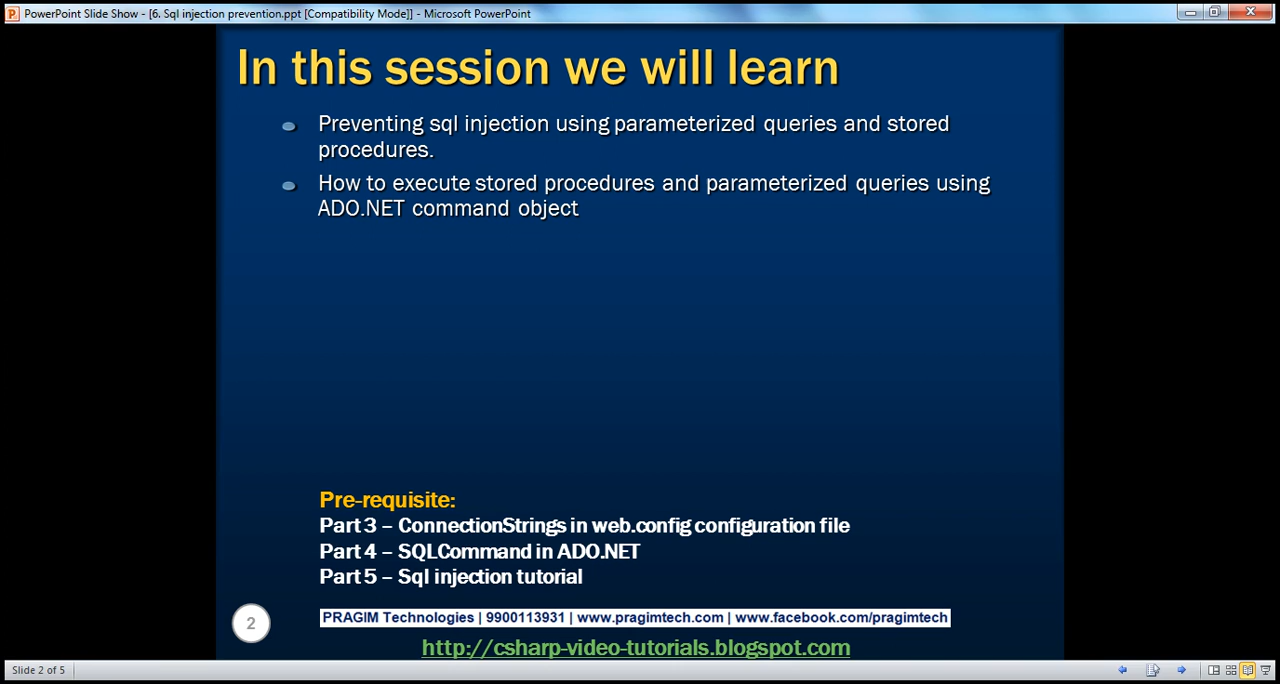 PowerPoint Slide Show - [6. Sql injection prevention.ppt [Compatibility Mode]] - Microsoft PowerPoint
In this session we will learn
Preventing sql injection using parameterized queries and stored
procedures.
How to execute stored procedures and parameterized queries using
ADO.NET command object
Pre-requisite:
Part 3 – ConnectionStrings in web.config configuration file
Part 4 – SQLCommand in ADO.NET
Part 5 – Sql injection tutorial
2
PRAGIM Technologies | 9900113931 | www.pragimtech.com | www.facebook.com/pragimtech
http://csharp-video-tutorials.blogspot.com
Slide 2 of 5